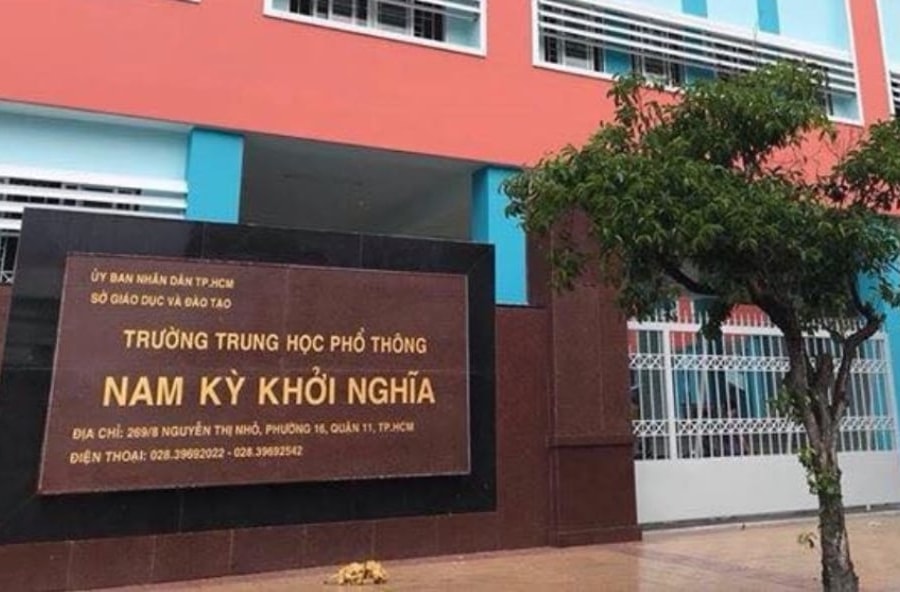 ỦY BAN NHÂN DÂN TP.HCM
SỞ GIÁO DỤC VÀ ĐÀO TẠO
TRƯỜNG TRUNG HỌC PHỔ THÔNG
NAM KỲ KHỞI NGHĨA
ĐỊA CHỈ: 269/8 NGUYỄN THỊ NHỎ, PHƯỜNG 16, QUẬN 11, TP.HCM
ĐIỆN THOẠI: 028.39692022 - 028.39692542